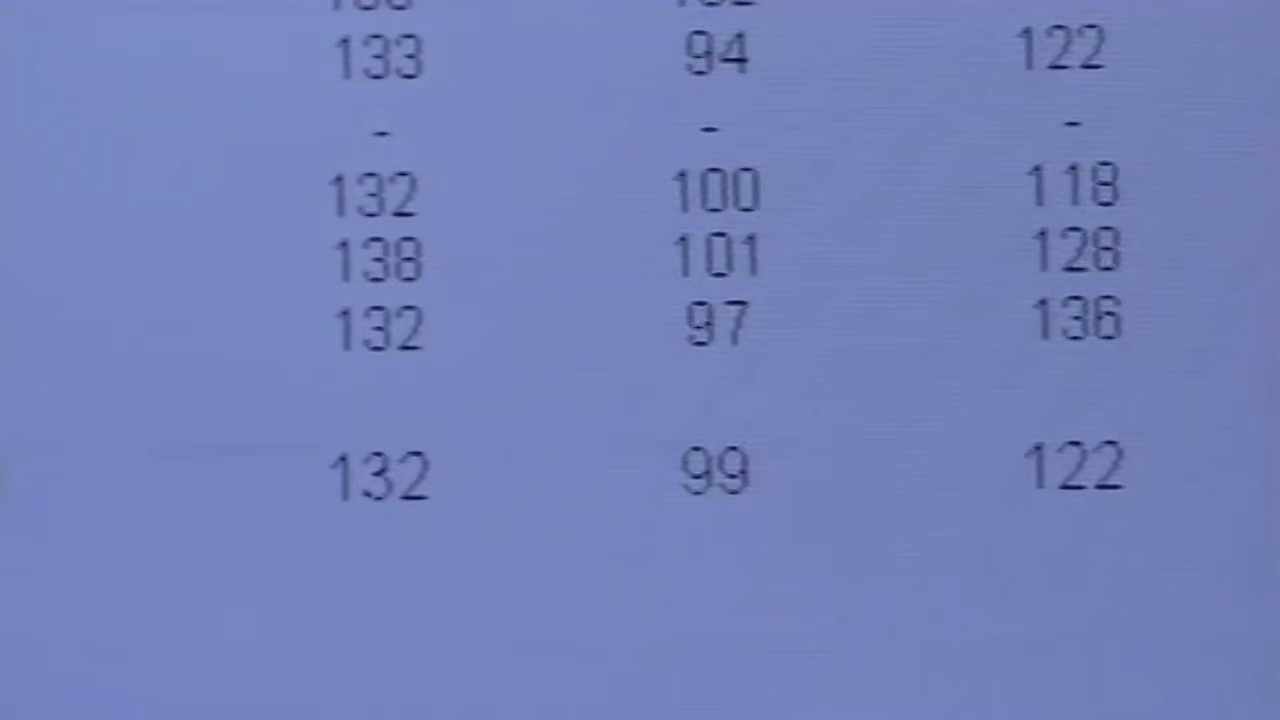 133 94 122
- - -
132 100 118
138 101 128
132 97 136
132 99 122